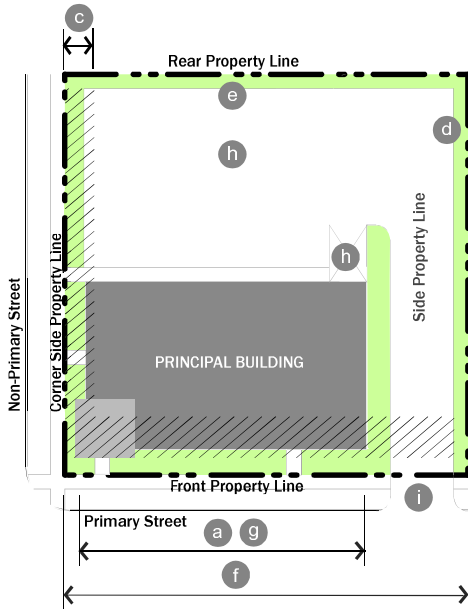 c
Rear Property Line
e
d
h
Side Property Line
h
Non-Primary Street
Corner Side Property Line
PRINCIPAL BUILDING
Front Property Line
i
Primary Street
a g
f